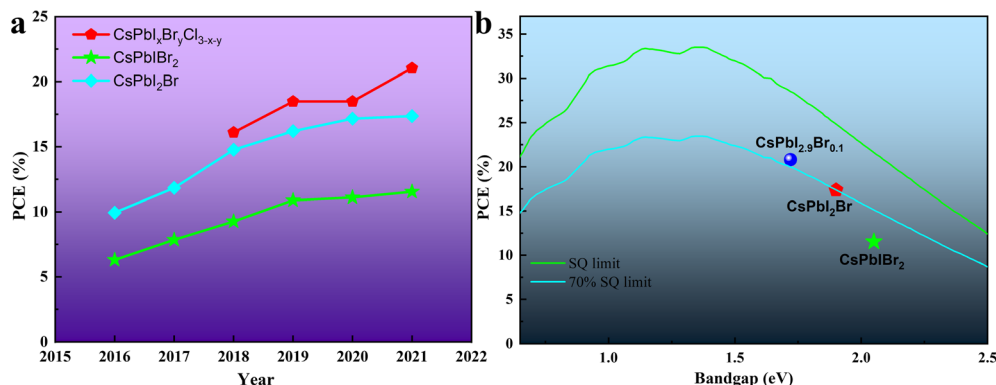 a
25
20
15
10
5
0
PCE (%)
CsPbIₓBrᵧCl₃₋ₓ₋ᵧ
CsPbIBr₂
CsPbI₂Br
2015 2016 2017 2018 2019 2020 2021 2022
Year
b
35
30
25
20
15
10
5
0
PCE (%)
CsPbI₂.₉Br₀.₁
CsPbI₂Br
CsPbIBr₂
SQ limit
70% SQ limit
1.0 1.5 2.0 2.5
Bandgap (eV)